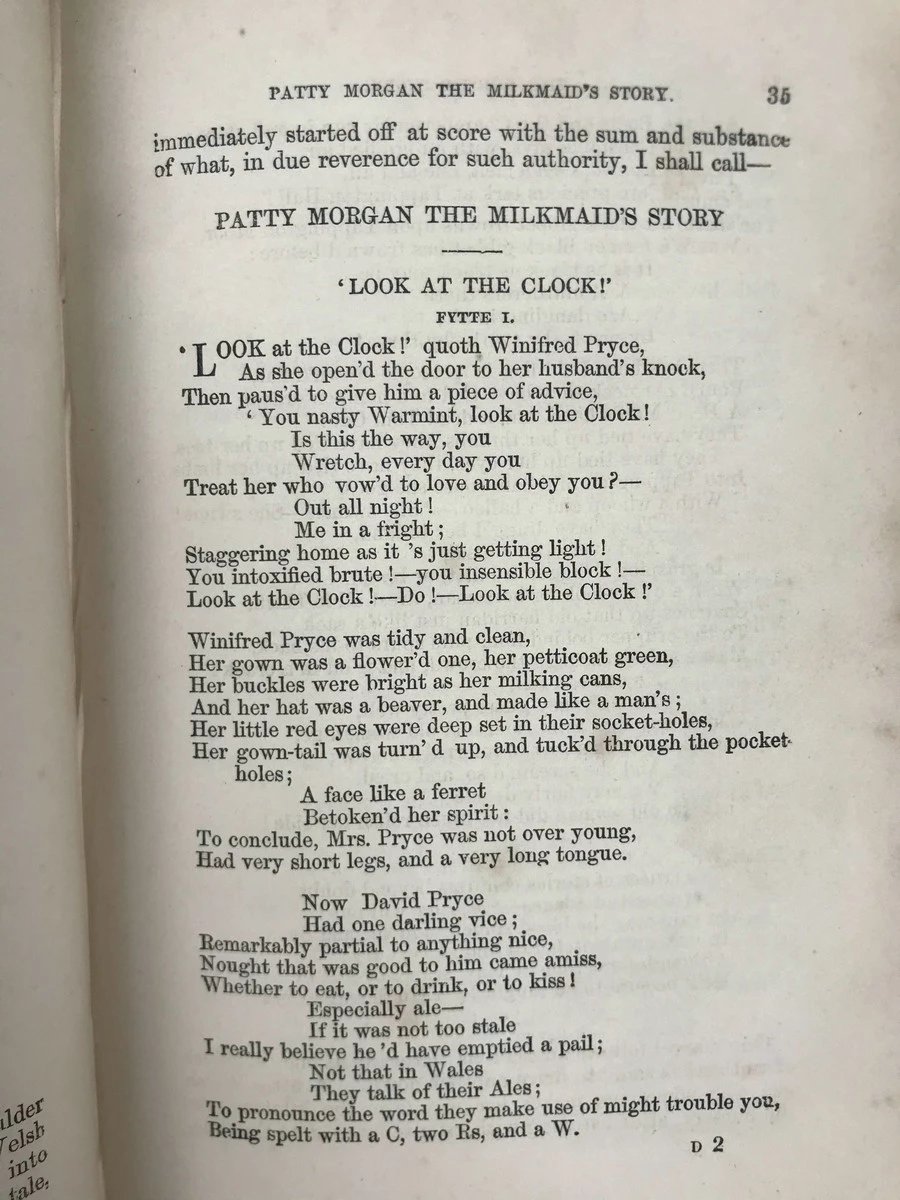 PATTY MORGAN THE MILKMAID'S STORY. 35
immediately started off at score with the sum and substance
of what, in due reverence for such authority, I shall call—
PATTY MORGAN THE MILKMAID'S STORY
'LOOK AT THE CLOCK!'
FYTTE I.
'LOOK at the Clock!' quoth Winifred Pryce,
As she open'd the door to her husband's knock,
Then paus'd to give him a piece of advice,
'You nasty Warmint, look at the Clock!
Is this the way, you
Wretch, every day you
Treat her who vow'd to love and obey you?—
Out all night!
Me in a fright;
Staggering home as it 's just getting light!
You intoxified brute!—you insensible block!—
Look at the Clock!—Do!—Look at the Clock!'
Winifred Pryce was tidy and clean,
Her gown was a flower'd one, her petticoat green,
Her buckles were bright as her milking cans,
And her hat was a beaver, and made like a man's;
Her little red eyes were deep set in their socket-holes,
Her gown-tail was turn'd up, and tuck'd through the pocket-
holes;
A face like a ferret
Betoken'd her spirit:
To conclude, Mrs. Pryce was not over young,
Had very short legs, and a very long tongue.
Now David Pryce
Had one darling vice;
Remarkably partial to anything nice,
Nought that was good to him came amiss,
Whether to eat, or to drink, or to kiss!
Especially ale—
If it was not too stale
I really believe he 'd have emptied a pail;
Not that in Wales
They talk of their Ales;
To pronounce the word they make use of might trouble you,
Being spelt with a C, two Rs, and a W.
D 2
into
tale.